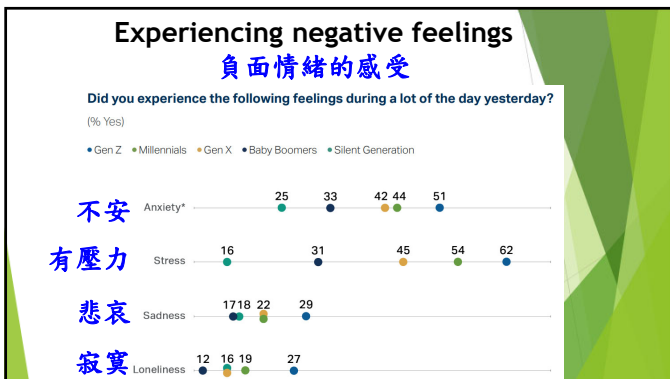 Experiencing negative feelings
負面情緒的感受
Did you experience the following feelings during a lot of the day yesterday?
(% Yes)
• Gen Z • Millennials • Gen X • Baby Boomers • Silent Generation
不安 Anxiety* 25 33 42 44 51
有壓力 Stress 16 31 45 54 62
悲哀 Sadness 17 18 22 29
寂寞 Loneliness 12 16 19 27